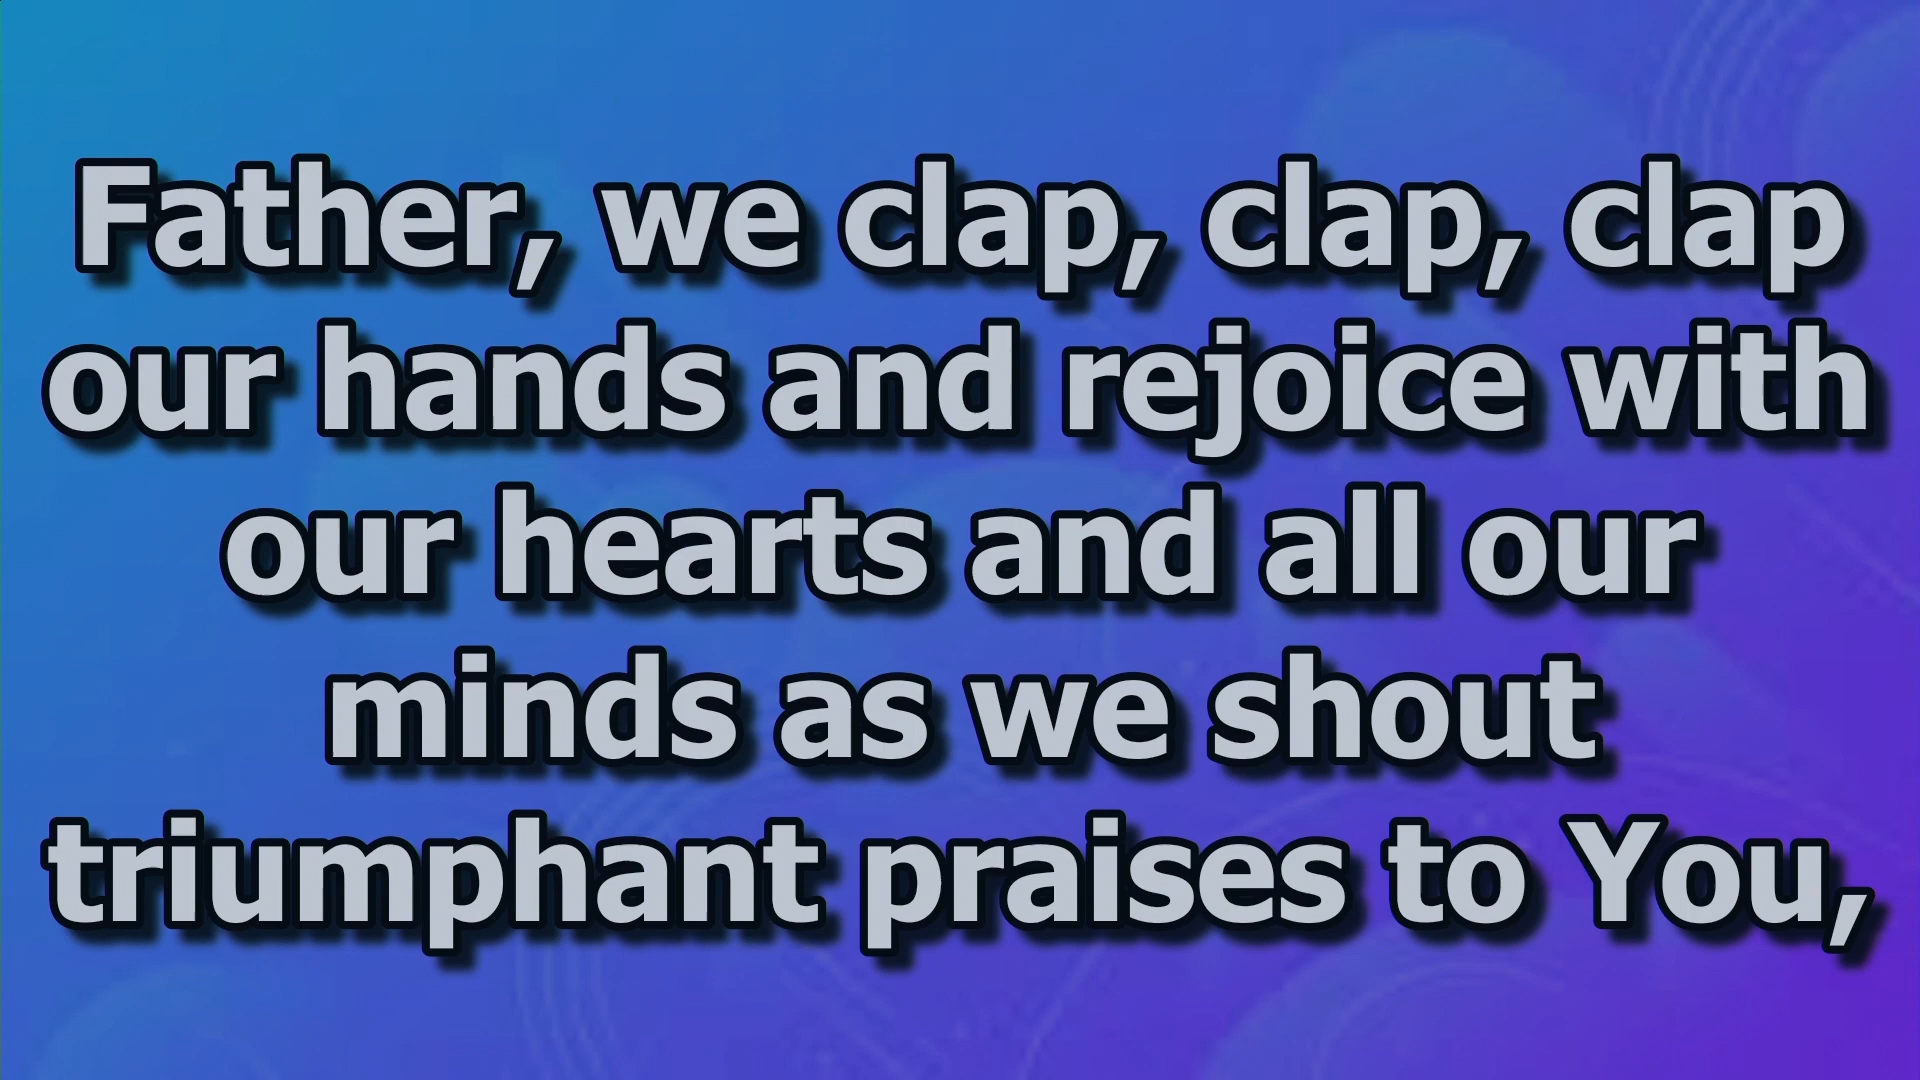 Father, we clap, clap, clap
our hands and rejoice with
our hearts and all our
minds as we shout
triumphant praises to You,